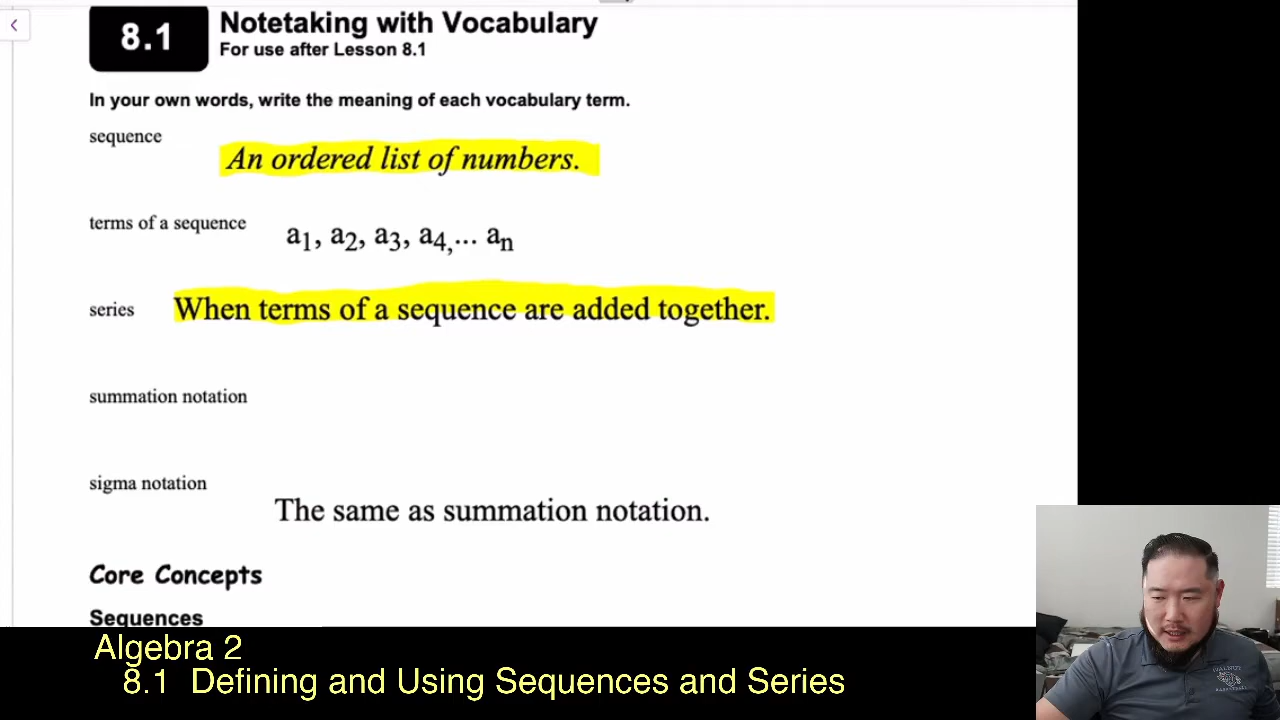 8.1
Notetaking with Vocabulary
For use after Lesson 8.1
In your own words, write the meaning of each vocabulary term.
sequence
An ordered list of numbers.
terms of a sequence
a1, a2, a3, a4,... an
series
When terms of a sequence are added together.
summation notation
sigma notation
The same as summation notation.
Core Concepts
Sequences
Algebra 2
8.1 Defining and Using Sequences and Series
WALNUT
BASKETBALL